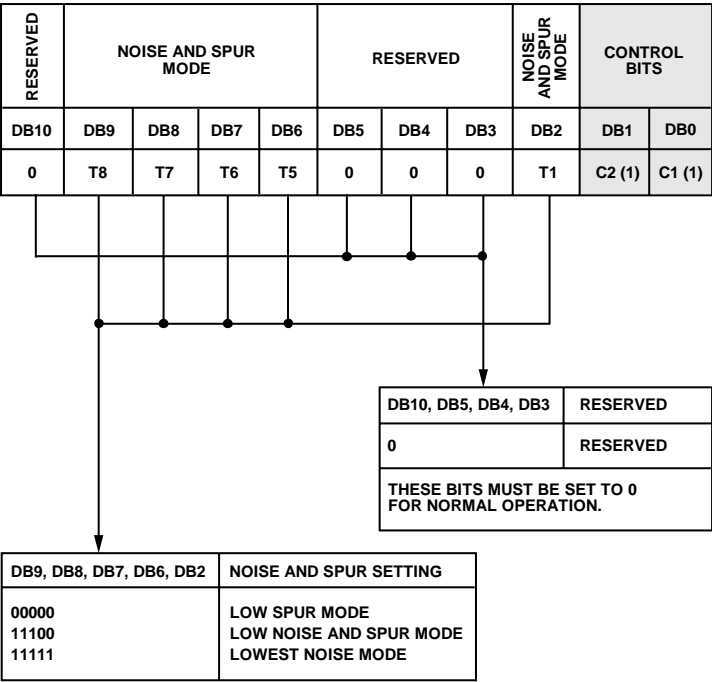 RESERVED
NOISE AND SPUR
MODE
RESERVED
NOISE
AND SPUR
MODE
CONTROL
BITS
DB10 DB9 DB8 DB7 DB6 DB5 DB4 DB3 DB2 DB1 DB0
0 T8 T7 T6 T5 0 0 0 T1 C2 (1) C1 (1)
DB10, DB5, DB4, DB3 RESERVED
0 RESERVED
THESE BITS MUST BE SET TO 0
FOR NORMAL OPERATION.
DB9, DB8, DB7, DB6, DB2 NOISE AND SPUR SETTING
00000 LOW SPUR MODE
11100 LOW NOISE AND SPUR MODE
11111 LOWEST NOISE MODE